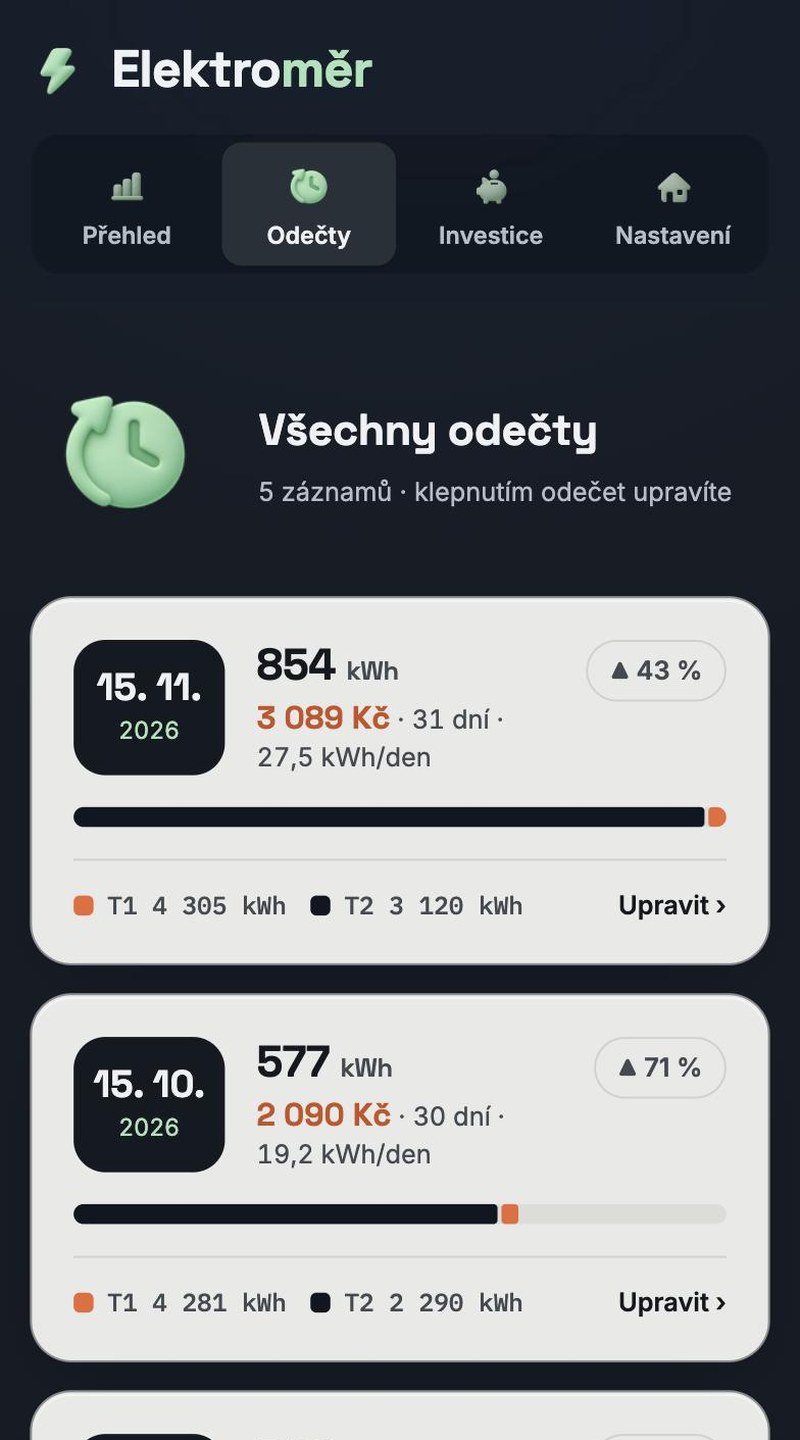 Elektroměr
Přehled
Odečty
Investice
Nastavení
Všechny odečty
5 záznamů · klepnutím odečet upravíte
15. 11.
2026
854 kWh
▲ 43 %
3 089 Kč · 31 dní ·
27,5 kWh/den
T1 4 305 kWh
T2 3 120 kWh
Upravit ›
15. 10.
2026
577 kWh
▲ 71 %
2 090 Kč · 30 dní ·
19,2 kWh/den
T1 4 281 kWh
T2 2 290 kWh
Upravit ›